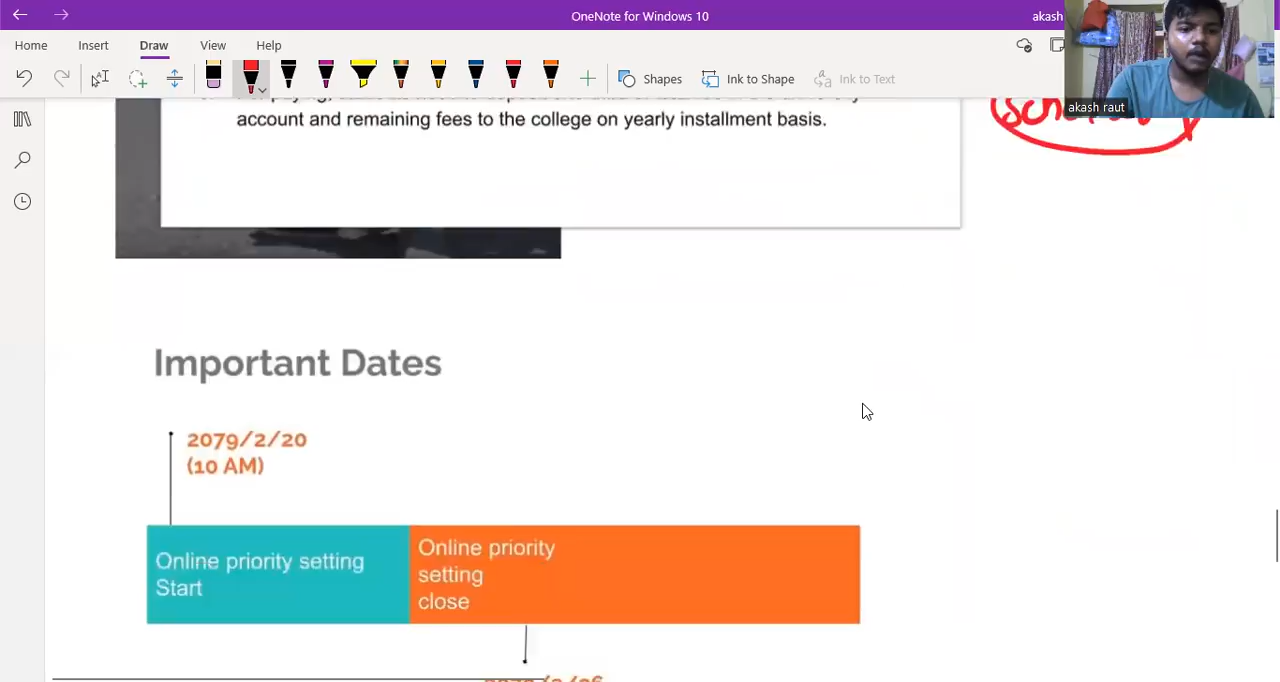 OneNote for Windows 10
akash
Home Insert Draw View Help
Shapes Ink to Shape Ink to Text
akash raut
account and remaining fees to the college on yearly installment basis.
Important Dates
2079/2/20
(10 AM)
Online priority setting
Start
Online priority
setting
close